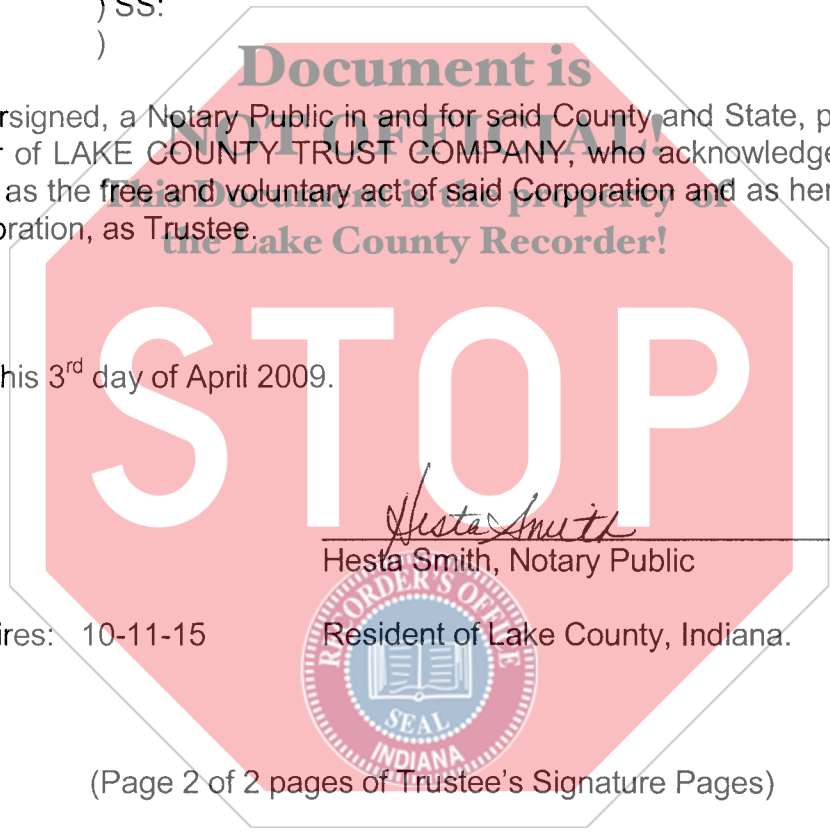 ) SS:
)
Document is
rsigned, a Notary Public in and for said County and State, p
NOT OFFICIAL!
r of LAKE COUNTY TRUST COMPANY, who acknowledge
as the free and voluntary act of said Corporation and as her
This Document is the property of
oration, as Trustee.
the Lake County Recorder!
STOP
his 3rd day of April 2009.
Hesta Smith
Hesta Smith, Notary Public
RECORDER'S OFFICE
ires: 10-11-15 Resident of Lake County, Indiana.
SEAL
INDIANA
(Page 2 of 2 pages of Trustee's Signature Pages)